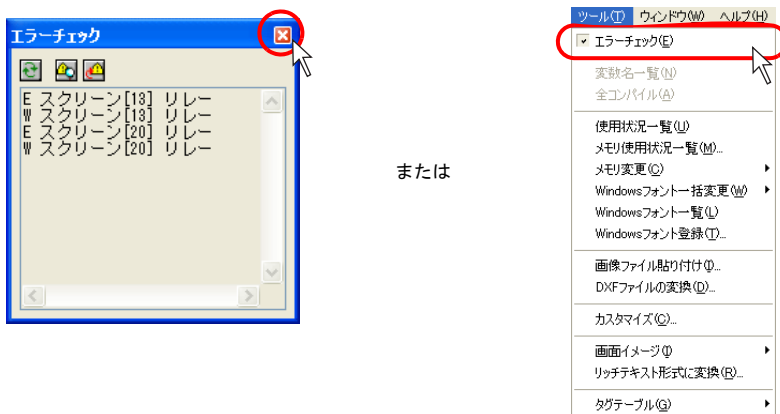 エラーチェック
E スクリーン[13] リレー
W スクリーン[13] リレー
E スクリーン[20] リレー
W スクリーン[20] リレー
または
ツール(T) ウィンドウ(W) ヘルプ(H)
エラーチェック(E)
変数名一覧(N)
全コンパイル(A)
使用状況一覧(U)
メモリ使用状況一覧(M)...
メモリ変更(C)
Windowsフォント一括変更(W)
Windowsフォント一覧(L)
Windowsフォント登録(T)...
画像ファイル貼り付け(I)...
DXFファイルの変換(D)...
カスタマイズ(C)...
画面イメージ(I)
リッチテキスト形式に変換(R)...
タグテーブル(G)